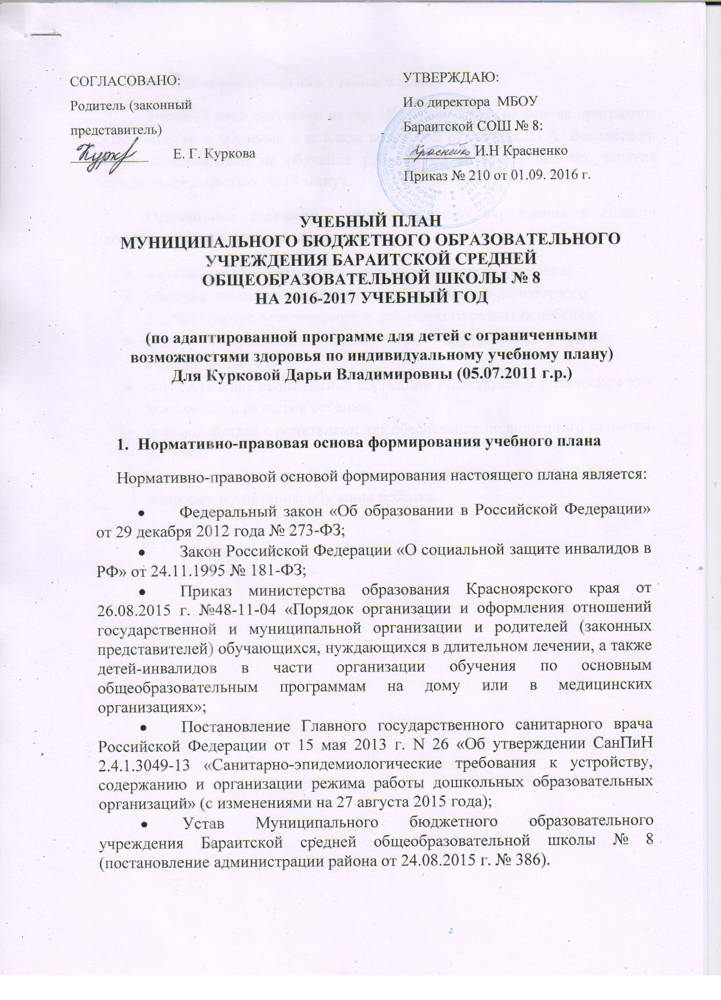 СОГЛАСОВАНО:
Родитель (законный
представитель)
Е. Г. Куркова
УТВЕРЖДАЮ:
И.о директора МБОУ
Бараитской СОШ № 8:
Красненко И.Н Красненко
Приказ № 210 от 01.09. 2016 г.
УЧЕБНЫЙ ПЛАН
МУНИЦИПАЛЬНОГО БЮДЖЕТНОГО ОБРАЗОВАТЕЛЬНОГО
УЧРЕЖДЕНИЯ БАРАИТСКОЙ СРЕДНЕЙ
ОБЩЕОБРАЗОВАТЕЛЬНОЙ ШКОЛЫ № 8
НА 2016-2017 УЧЕБНЫЙ ГОД
(по адаптированной программе для детей с ограниченными
возможностями здоровья по индивидуальному учебному плану)
Для Курковой Дарьи Владимировны (05.07.2011 г.р.)
1. Нормативно-правовая основа формирования учебного плана
Нормативно-правовой основой формирования настоящего плана является:
• Федеральный закон «Об образовании в Российской Федерации»
от 29 декабря 2012 года № 273-ФЗ;
• Закон Российской Федерации «О социальной защите инвалидов в
РФ» от 24.11.1995 № 181-ФЗ;
• Приказ министерства образования Красноярского края от
26.08.2015 г. №48-11-04 «Порядок организации и оформления отношений
государственной и муниципальной организации и родителей (законных
представителей) обучающихся, нуждающихся в длительном лечении, а также
детей-инвалидов в части организации обучения по основным
общеобразовательным программам на дому или в медицинских
организациях»;
• Постановление Главного государственного санитарного врача
Российской Федерации от 15 мая 2013 г. N 26 «Об утверждении СанПиН
2.4.1.3049-13 «Санитарно-эпидемиологические требования к устройству,
содержанию и организации режима работы дошкольных образовательных
организаций» (с изменениями на 27 августа 2015 года);
• Устав Муниципального бюджетного образовательного
учреждения Бараитской средней общеобразовательной школы № 8
(постановление администрации района от 24.08.2015 г. № 386).